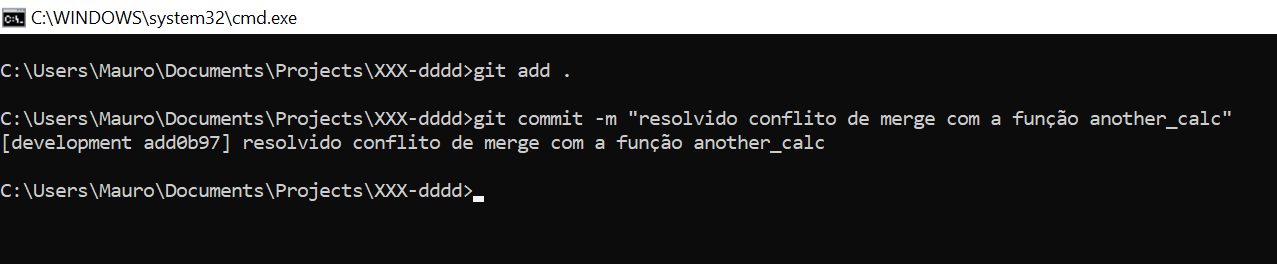 C:\WINDOWS\system32\cmd.exe
C:\Users\Mauro\Documents\Projects\XXX-dddd>git add .
C:\Users\Mauro\Documents\Projects\XXX-dddd>git commit -m "resolvido conflito de merge com a função another_calc"
[development add0b97] resolvido conflito de merge com a função another_calc
C:\Users\Mauro\Documents\Projects\XXX-dddd>